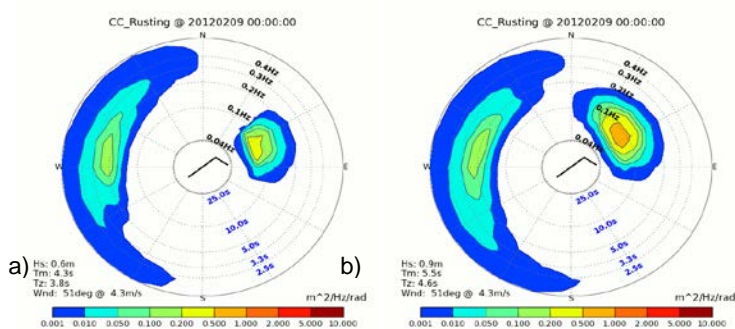 CC_Rusting @ 20120209 00:00:00
N
0.4Hz
0.3Hz
0.2Hz
0.1Hz
0.04Hz
W
E
25.0s
10.0s
5.0s
3.3s
2.5s
S
a)
Hs: 0.6m
Tm: 4.3s
Tz: 3.8s
Wnd: 51deg @ 4.3m/s
m^2/Hz/rad
0.001 0.010 0.050 0.100 0.200 0.500 1.000 2.000 5.000 10.000
CC_Rusting @ 20120209 00:00:00
N
0.4Hz
0.3Hz
0.2Hz
0.1Hz
0.04Hz
W
E
25.0s
10.0s
5.0s
3.3s
2.5s
S
b)
Hs: 0.9m
Tm: 5.5s
Tz: 4.6s
Wnd: 51deg @ 4.3m/s
m^2/Hz/rad
0.001 0.010 0.050 0.100 0.200 0.500 1.000 2.000 5.000 10.000